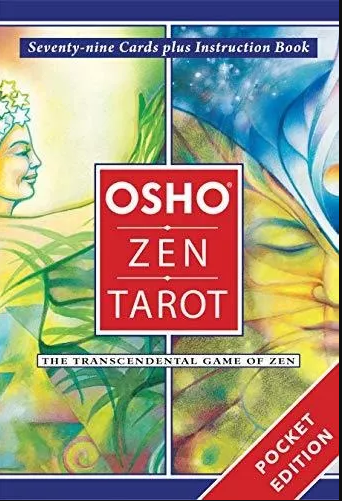 Seventy-nine Cards plus Instruction Book
OSHO®
ZEN
TAROT
THE TRANSCENDENTAL GAME OF ZEN
POCKET
EDITION